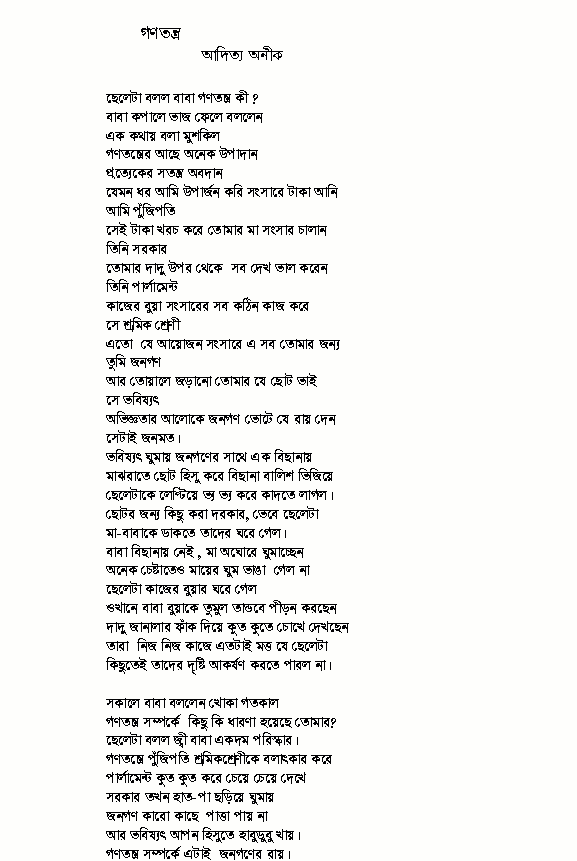 গণতন্ত্র
আদিত্য অনীক
ছেলেটা বলল বাবা গণতন্ত্র কী ?
বাবা কপালে ভাজ ফেলে বললেন
এক কথায় বলা মুশকিল
গণতন্ত্রের আছে অনেক উপাদান
প্রত্যেকের সতন্ত্র অবদান
যেমন ধর আমি উপার্জন করি সংসারে টাকা আনি
আমি পুঁজিপতি
সেই টাকা খরচ করে তোমার মা সংসার চালান
তিনি সরকার
তোমার দাদু উপর থেকে সব দেখ ভাল করেন
তিনি পার্লামেন্ট
কাজের বুয়া সংসারের সব কঠিন কাজ করে
সে শ্রমিক শ্রেণী
এতো যে আয়োজন সংসারে এ সব তোমার জন্য
তুমি জনগণ
আর তোয়ালে জড়ানো তোমার যে ছোট ভাই
সে ভবিষ্যৎ
অভিজ্ঞতার আলোকে জনগণ ভোটে যে রায় দেন
সেটাই জনমত।
ভবিষ্যৎ ঘুমায় জনগণের সাথে এক বিছানায়
মাঝরাতে ছোট হিসু করে বিছানা বালিশ ভিজিয়ে
ছেলেটাকে লেপ্টিয়ে ভ্য ভ্য করে কাদতে লাগল।
ছোটর জন্য কিছু করা দরকার, ভেবে ছেলেটা
মা-বাবাকে ডাকতে তাদের ঘরে গেল।
বাবা বিছানায় নেই , মা অঘোরে ঘুমাচ্ছেন
অনেক চেষ্টাতেও মায়ের ঘুম ভাঙা গেল না
ছেলেটা কাজের বুয়ার ঘরে গেল
ওখানে বাবা বুয়াকে তুমুল তান্ডবে পীড়ন করছেন
দাদু জানালার ফাঁক দিয়ে কুত কুতে চোখে দেখছেন
তারা নিজ নিজ কাজে এতটাই মত্ত যে ছেলেটা
কিছুতেই তাদের দৃষ্টি আকর্ষণ করতে পারল না।
সকালে বাবা বললেন খোকা গতকাল
গণতন্ত্র সম্পর্কে কিছু কি ধারণা হয়েছে তোমার?
ছেলেটা বলল জ্বী বাবা একদম পরিস্কার।
গণতন্ত্রে পুঁজিপতি শ্রমিকশ্রেণীকে বলাৎকার করে
পার্লামেন্ট কুত কুত করে চেয়ে চেয়ে দেখে
সরকার তখন হাত-পা ছড়িয়ে ঘুমায়
জনগণ কারো কাছে পাত্তা পায় না
আর ভবিষ্যৎ আপন হিসুতে হাবুডুবু খায়।
গণতন্ত্র সম্পর্কে এটাই জনগণের রায়।